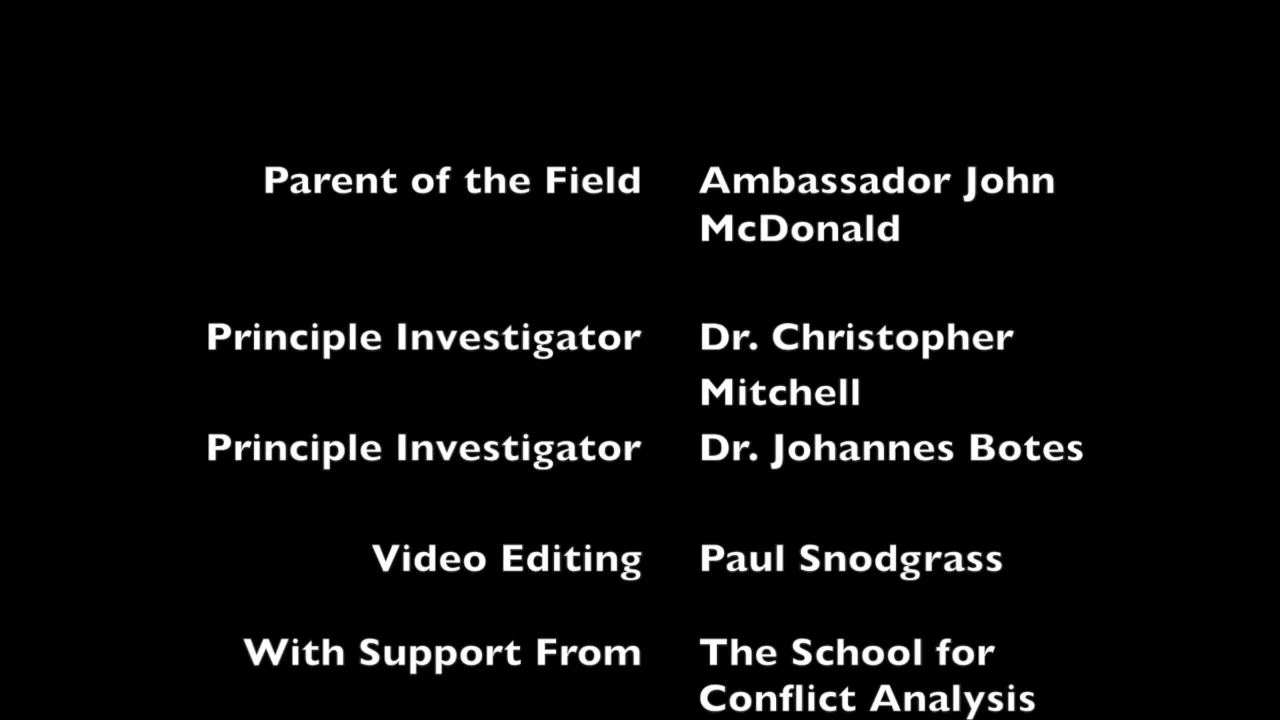 Parent of the Field Ambassador John
McDonald
Principle Investigator Dr. Christopher
Mitchell
Principle Investigator Dr. Johannes Botes
Video Editing Paul Snodgrass
With Support From The School for
Conflict Analysis